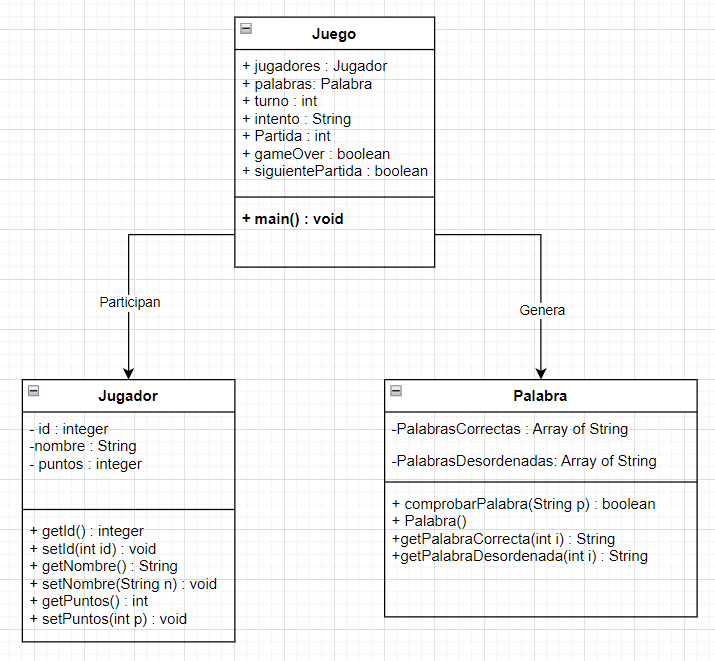 Juego
+ jugadores : Jugador
+ palabras: Palabra
+ turno : int
+ intento : String
+ Partida : int
+ gameOver : boolean
+ siguientePartida : boolean
+ main() : void
Participan
Genera
Jugador
- id : integer
-nombre : String
- puntos : integer
+ getId() : integer
+ setId(int id) : void
+ getNombre() : String
+ setNombre(String n) : void
+ getPuntos() : int
+ setPuntos(int p) : void
Palabra
-PalabrasCorrectas : Array of String
-PalabrasDesordenadas: Array of String
+ comprobarPalabra(String p) : boolean
+ Palabra()
+getPalabraCorrecta(int i) : String
+getPalabraDesordenada(int i) : String